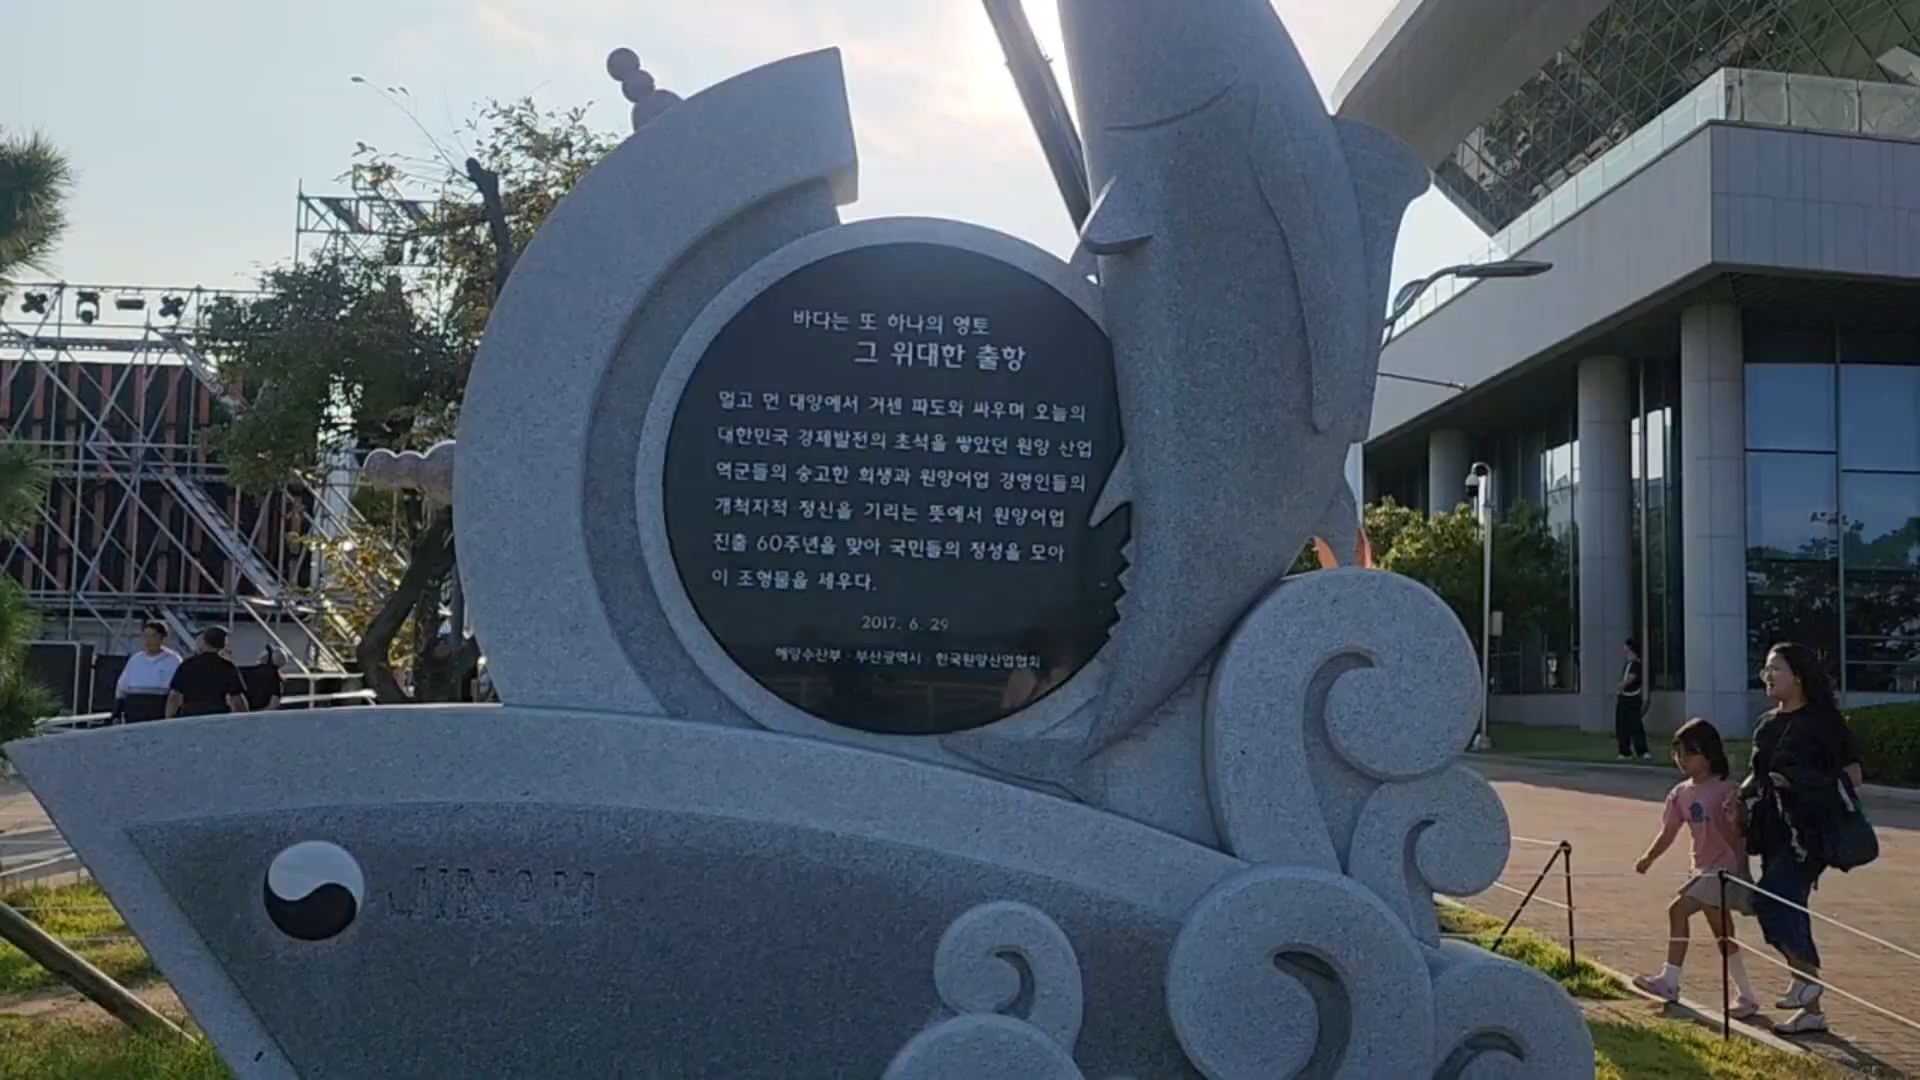 바다는 또 하나의 영토
그 위대한 출항
멀고 먼 대양에서 거센 파도와 싸우며 오늘의
대한민국 경제발전의 초석을 쌓았던 원양 산업
역군들의 숭고한 희생과 원양어업 경영인들의
개척자적 정신을 기리는 뜻에서 원양어업
진출 60주년을 맞아 국민들의 정성을 모아
이 조형물을 세우다.
2017. 6. 29
해양수산부 · 부산광역시 · 한국원양산업협회
JINAM